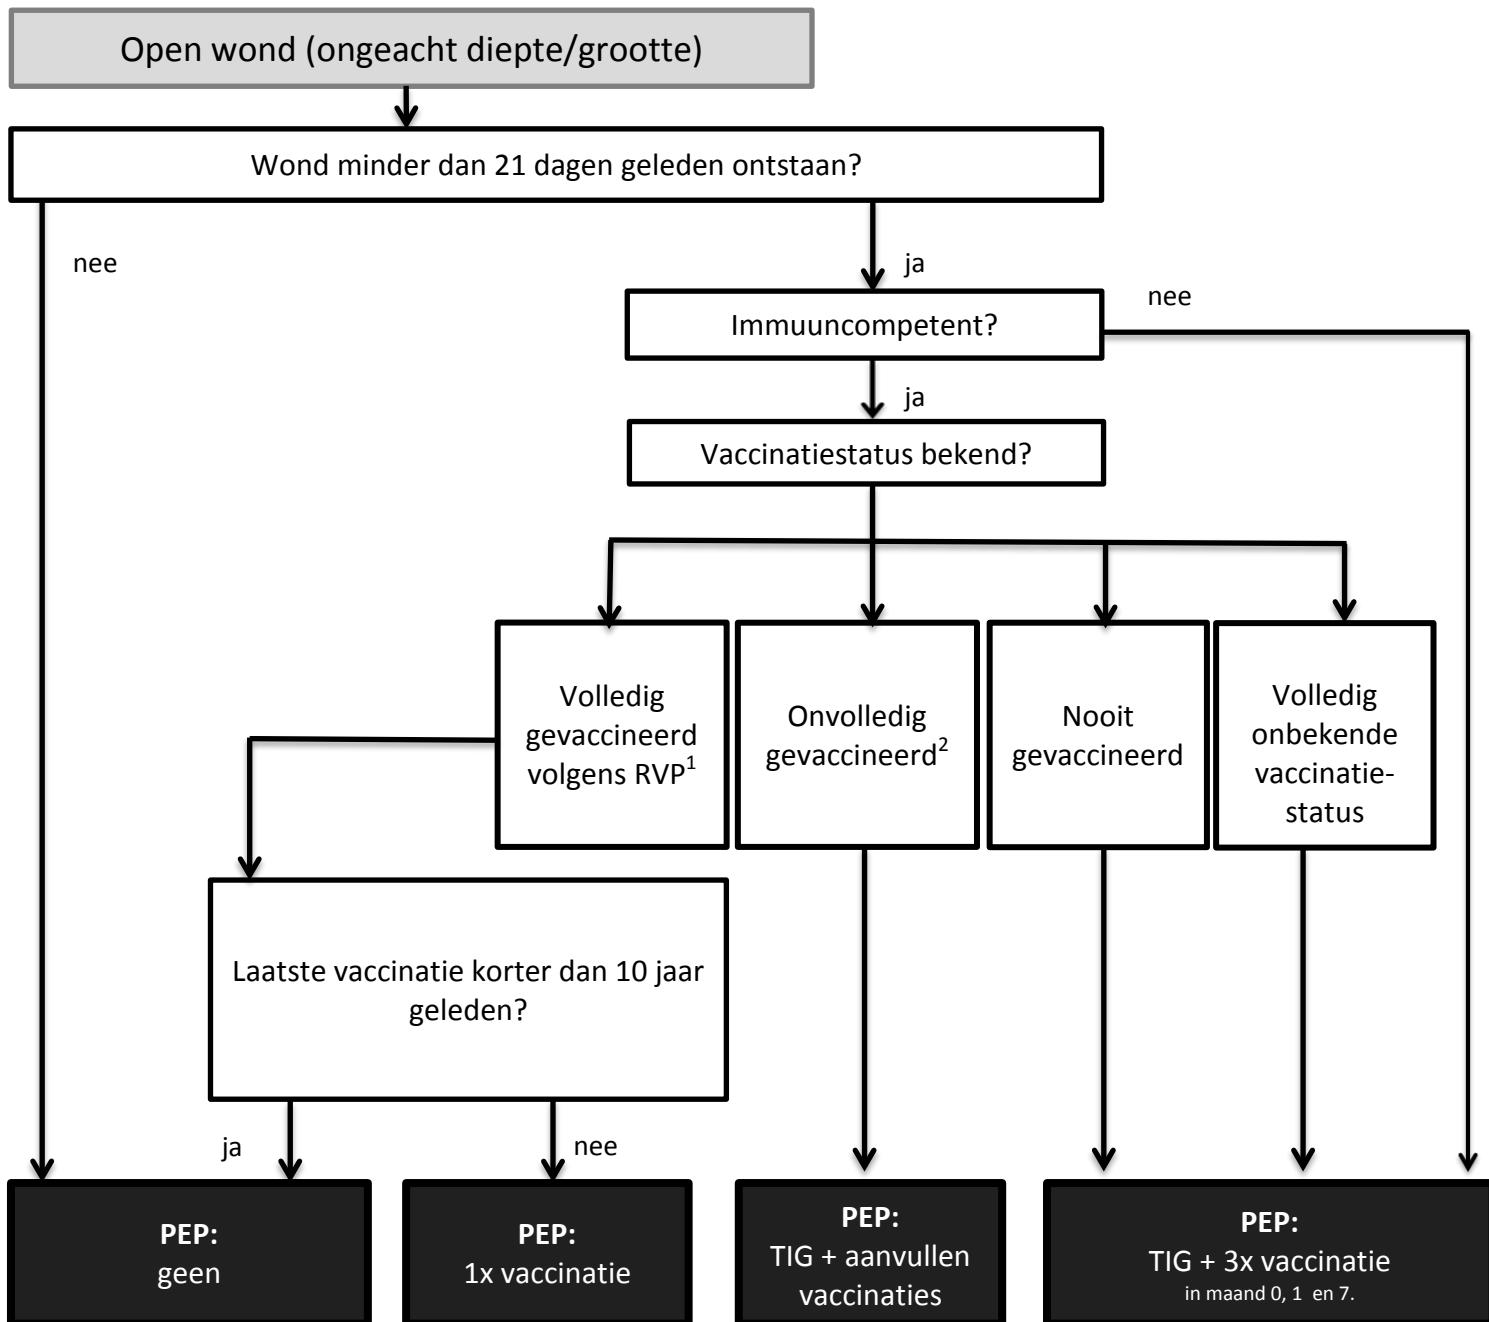 Open wond (ongeacht diepte/grootte)
Wond minder dan 21 dagen geleden ontstaan?
nee
ja
nee
Immuuncompetent?
ja
Vaccinatiestatus bekend?
Volledig
gevaccineerd
volgens RVP1
Onvolledig
gevaccineerd2
Nooit
gevaccineerd
Volledig
onbekende
vaccinatie-
status
Laatste vaccinatie korter dan 10 jaar
geleden?
ja
nee
PEP:
geen
PEP:
1x vaccinatie
PEP:
TIG + aanvullen
vaccinaties
PEP:
TIG + 3x vaccinatie
in maand 0, 1 en 7.